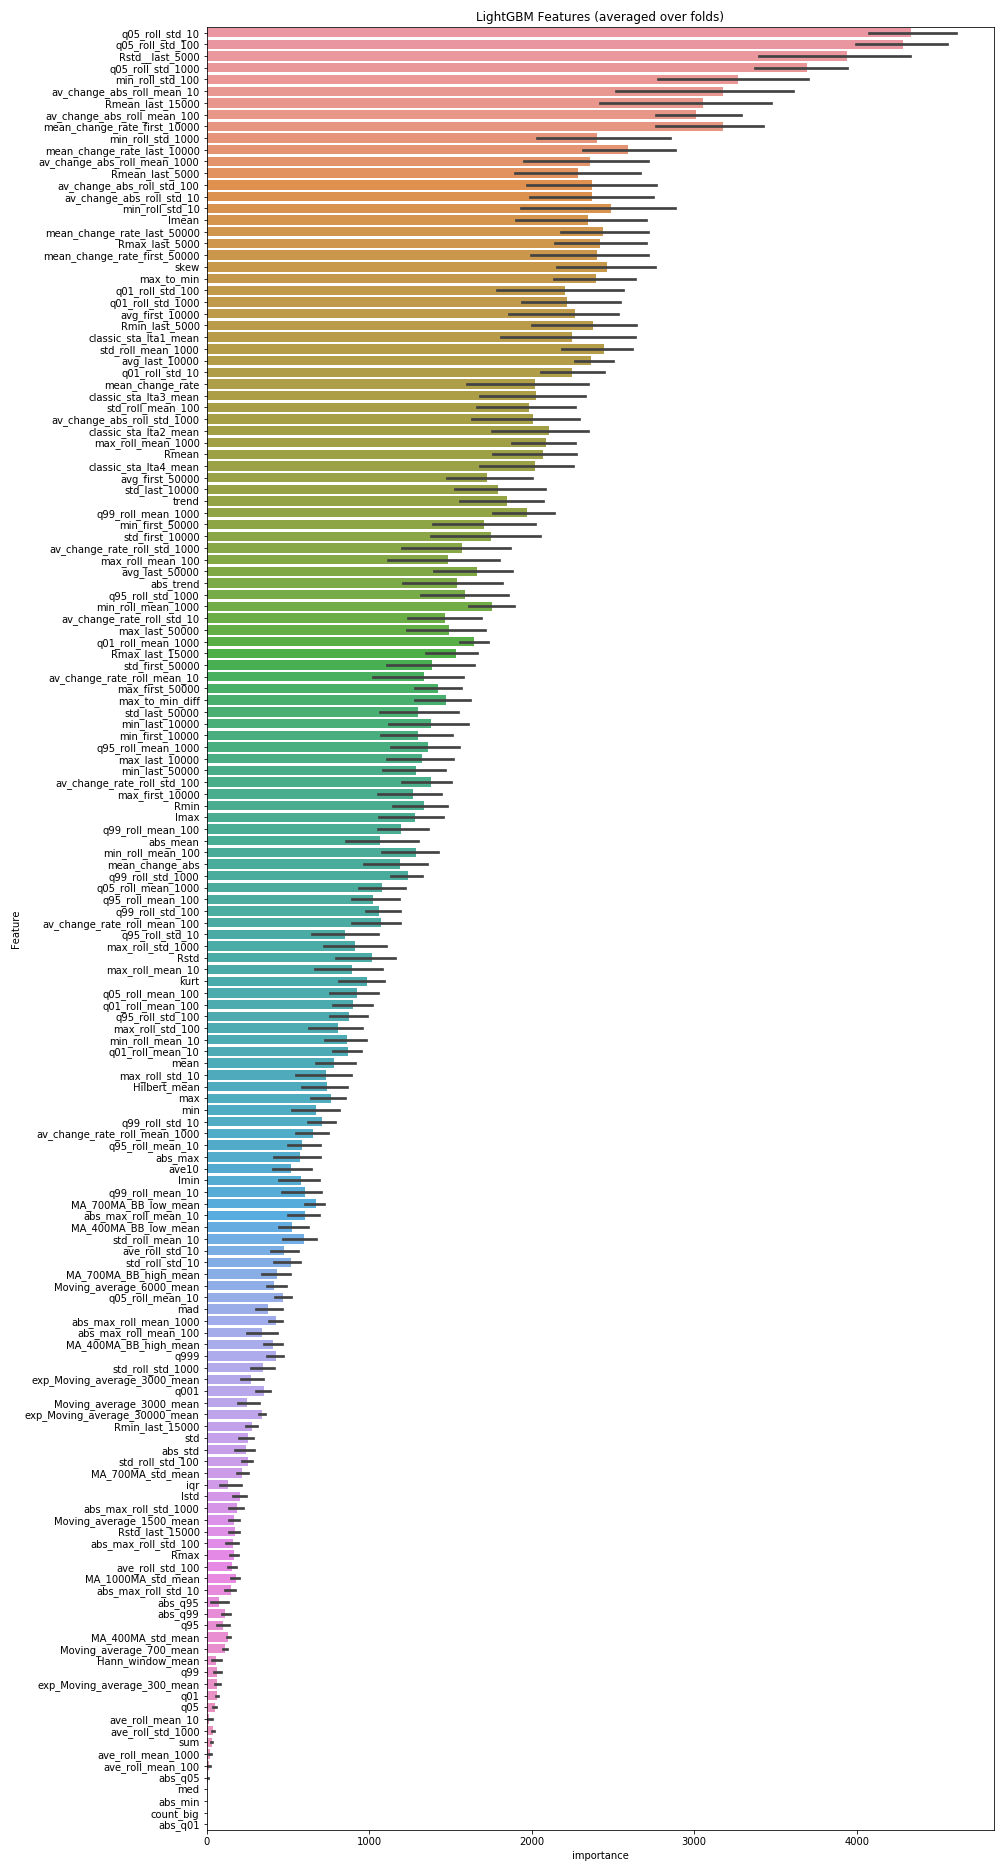 LightGBM Features (averaged over folds)
q05_roll_std_10
q05_roll_std_100
Rstd__last_5000
q05_roll_std_1000
min_roll_std_100
av_change_abs_roll_mean_10
Rmean_last_15000
av_change_abs_roll_mean_100
mean_change_rate_first_10000
min_roll_std_1000
mean_change_rate_last_10000
av_change_abs_roll_mean_1000
Rmean_last_5000
av_change_abs_roll_std_100
av_change_abs_roll_std_10
min_roll_std_10
Imean
mean_change_rate_last_50000
Rmax_last_5000
mean_change_rate_first_50000
skew
max_to_min
q01_roll_std_100
q01_roll_std_1000
avg_first_10000
Rmin_last_5000
classic_sta_lta1_mean
std_roll_mean_1000
avg_last_10000
q01_roll_std_10
mean_change_rate
classic_sta_lta3_mean
std_roll_mean_100
av_change_abs_roll_std_1000
classic_sta_lta2_mean
max_roll_mean_1000
Rmean
classic_sta_lta4_mean
avg_first_50000
std_last_10000
trend
q99_roll_mean_1000
min_first_50000
std_first_10000
av_change_rate_roll_std_1000
max_roll_mean_100
avg_last_50000
abs_trend
q95_roll_std_1000
min_roll_mean_1000
av_change_rate_roll_std_10
max_last_50000
q01_roll_mean_1000
Rmax_last_15000
std_first_50000
av_change_rate_roll_mean_10
max_first_50000
max_to_min_diff
std_last_50000
min_last_10000
min_first_10000
q95_roll_mean_1000
max_last_10000
min_last_50000
av_change_rate_roll_std_100
max_first_10000
Rmin
Imax
q99_roll_mean_100
abs_mean
min_roll_mean_100
mean_change_abs
q99_roll_std_1000
q05_roll_mean_1000
q95_roll_mean_100
q99_roll_std_100
av_change_rate_roll_mean_100
q95_roll_std_10
max_roll_std_1000
Rstd
max_roll_mean_10
kurt
q05_roll_mean_100
q01_roll_mean_100
q95_roll_std_100
max_roll_std_100
min_roll_mean_10
q01_roll_mean_10
mean
max_roll_std_10
Hilbert_mean
max
min
q99_roll_std_10
av_change_rate_roll_mean_1000
q95_roll_mean_10
abs_max
ave10
Imin
q99_roll_mean_10
MA_700MA_BB_low_mean
abs_max_roll_mean_10
MA_400MA_BB_low_mean
std_roll_mean_10
ave_roll_std_10
std_roll_std_10
MA_700MA_BB_high_mean
Moving_average_6000_mean
q05_roll_mean_10
mad
abs_max_roll_mean_1000
abs_max_roll_mean_100
MA_400MA_BB_high_mean
q999
std_roll_std_1000
exp_Moving_average_3000_mean
q001
Moving_average_3000_mean
exp_Moving_average_30000_mean
Rmin_last_15000
std
abs_std
std_roll_std_100
MA_700MA_std_mean
iqr
Istd
abs_max_roll_std_1000
Moving_average_1500_mean
Rstd_last_15000
abs_max_roll_std_100
Rmax
ave_roll_std_100
MA_1000MA_std_mean
abs_max_roll_std_10
abs_q95
abs_q99
q95
MA_400MA_std_mean
Moving_average_700_mean
Hann_window_mean
q99
exp_Moving_average_300_mean
q01
q05
ave_roll_mean_10
ave_roll_std_1000
sum
ave_roll_mean_1000
ave_roll_mean_100
abs_q05
med
abs_min
count_big
abs_q01
Feature
0 1000 2000 3000 4000
importance